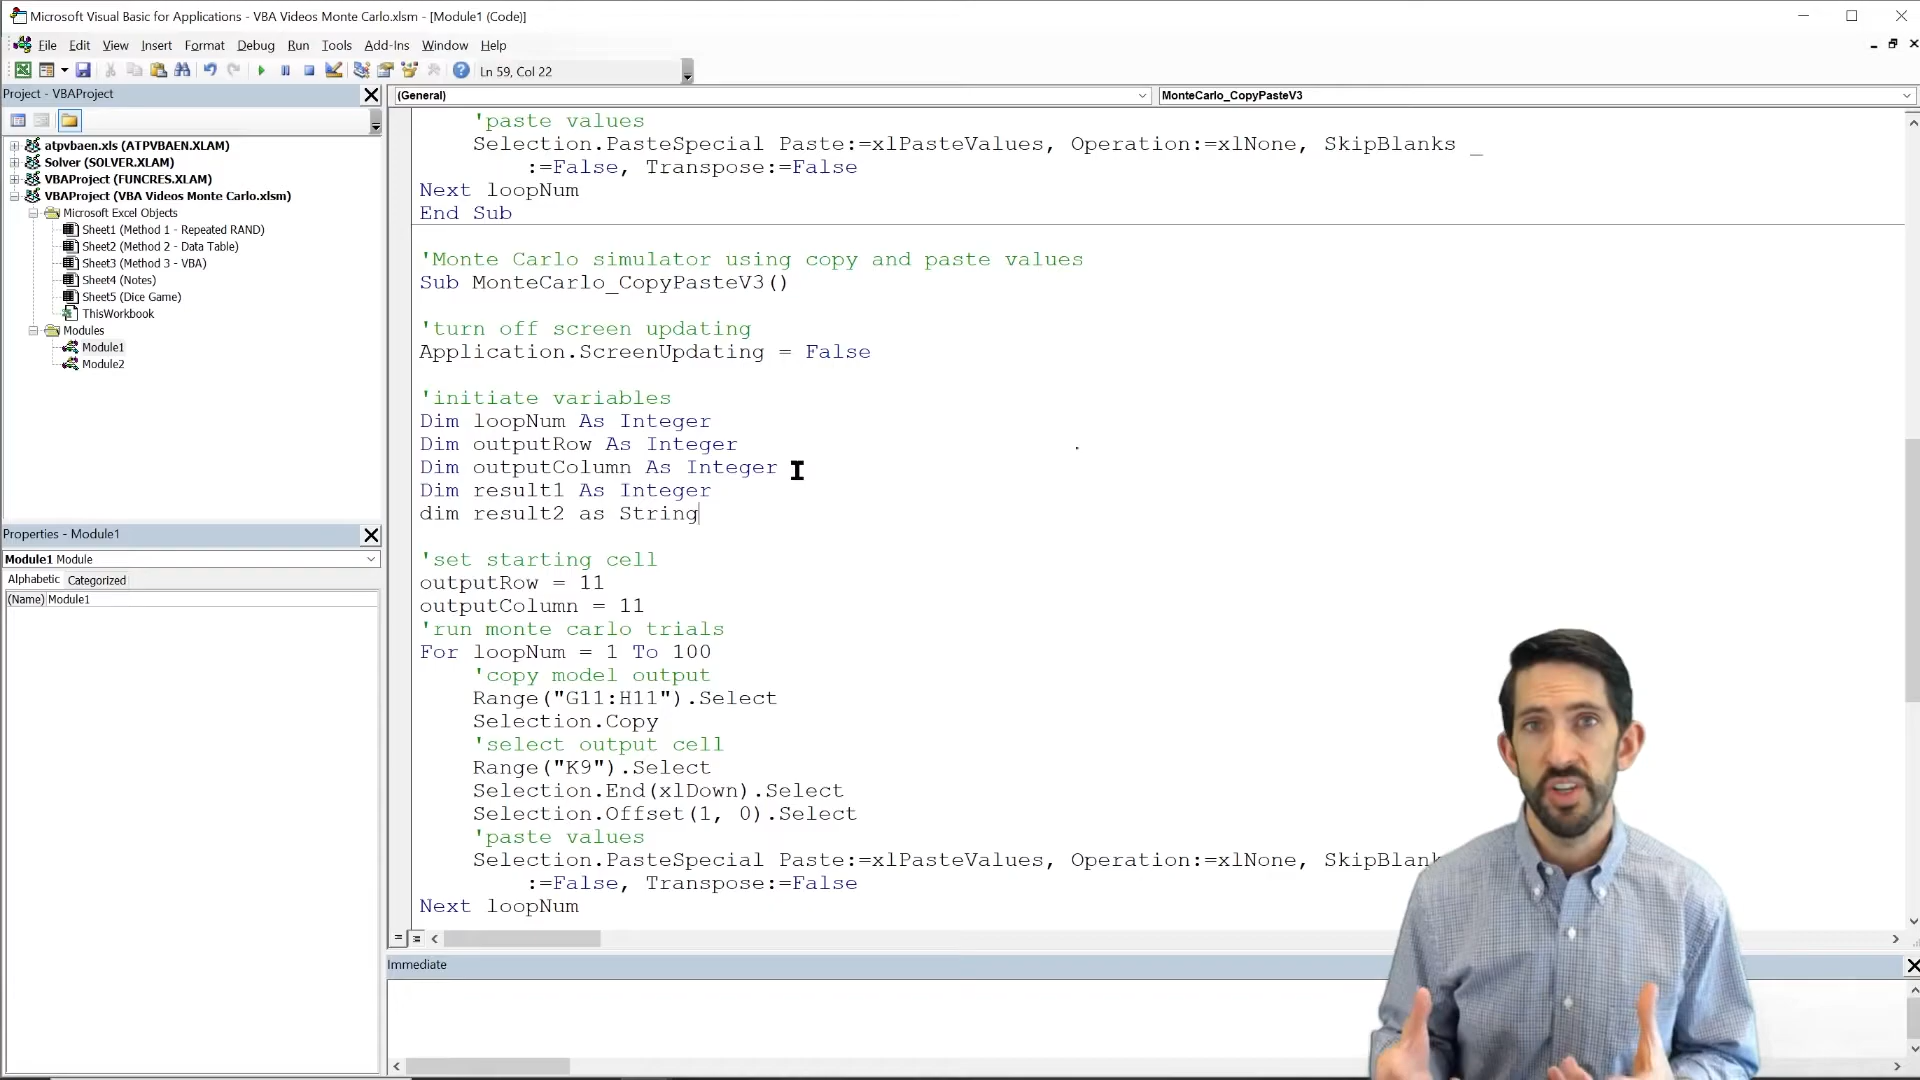 Microsoft Visual Basic for Applications - VBA Videos Monte Carlo.xlsm - [Module1 (Code)]
File Edit View Insert Format Debug Run Tools Add-Ins Window Help
Ln 59, Col 22
Project - VBAProject
(General)
MonteCarlo_CopyPasteV3
atpvbaen.xls (ATPVBAEN.XLAM)
Solver (SOLVER.XLAM)
VBAProject (FUNCRES.XLAM)
VBAProject (VBA Videos Monte Carlo.xlsm)
Microsoft Excel Objects
Sheet1 (Method 1 - Repeated RAND)
Sheet2 (Method 2 - Data Table)
Sheet3 (Method 3 - VBA)
Sheet4 (Notes)
Sheet5 (Dice Game)
ThisWorkbook
Modules
Module1
Module2
Properties - Module1
Module1 Module
Alphabetic Categorized
(Name) Module1
'paste values
Selection.PasteSpecial Paste:=xlPasteValues, Operation:=xlNone, SkipBlanks _
:=False, Transpose:=False
Next loopNum
End Sub
'Monte Carlo simulator using copy and paste values
Sub MonteCarlo_CopyPasteV3()
'turn off screen updating
Application.ScreenUpdating = False
'initiate variables
Dim loopNum As Integer
Dim outputRow As Integer
Dim outputColumn As Integer
Dim result1 As Integer
dim result2 as String
'set starting cell
outputRow = 11
outputColumn = 11
'run monte carlo trials
For loopNum = 1 To 100
'copy model output
Range("G11:H11").Select
Selection.Copy
'select output cell
Range("K9").Select
Selection.End(xlDown).Select
Selection.Offset(1, 0).Select
'paste values
Selection.PasteSpecial Paste:=xlPasteValues, Operation:=xlNone, SkipBlank
:=False, Transpose:=False
Next loopNum
Immediate